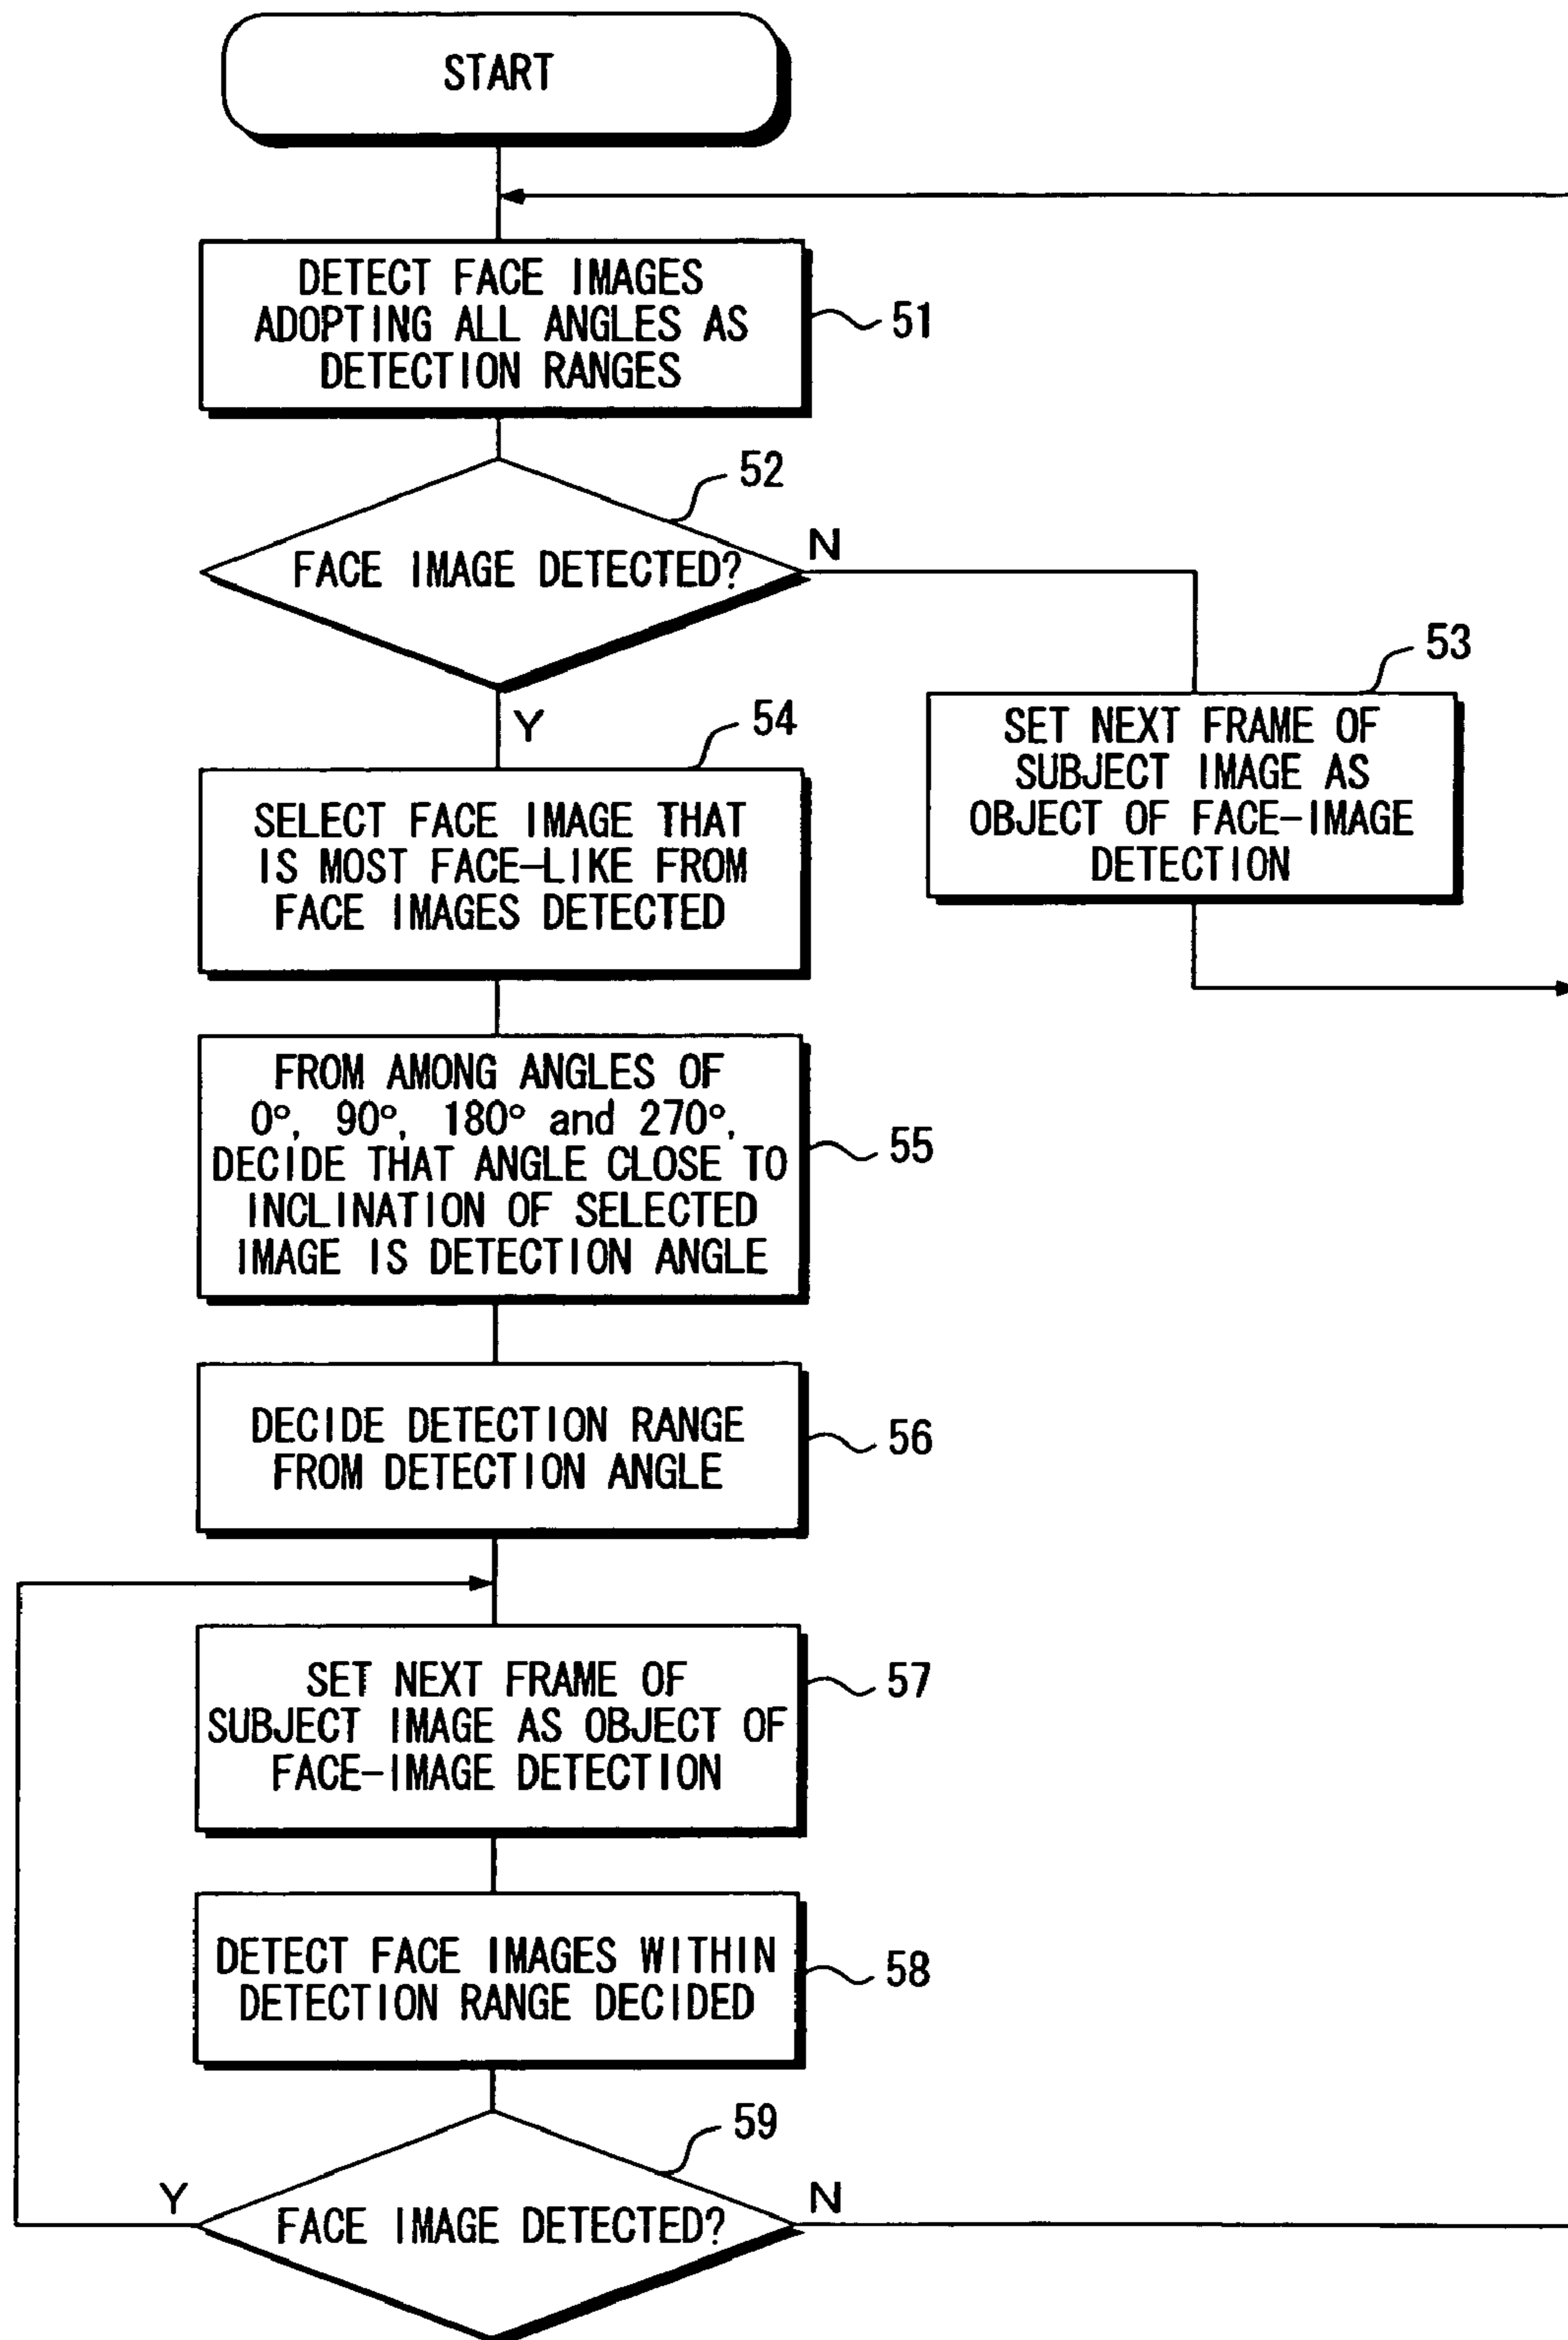 START
DETECT FACE IMAGES
ADOPTING ALL ANGLES AS
DETECTION RANGES
51
52
FACE IMAGE DETECTED?
N
Y
53
SET NEXT FRAME OF
SUBJECT IMAGE AS
OBJECT OF FACE-IMAGE
DETECTION
54
SELECT FACE IMAGE THAT
IS MOST FACE-LIKE FROM
FACE IMAGES DETECTED
FROM AMONG ANGLES OF
0°, 90°, 180° and 270°,
DECIDE THAT ANGLE CLOSE TO
INCLINATION OF SELECTED
IMAGE IS DETECTION ANGLE
55
DECIDE DETECTION RANGE
FROM DETECTION ANGLE
56
SET NEXT FRAME OF
SUBJECT IMAGE AS OBJECT OF
FACE-IMAGE DETECTION
57
DETECT FACE IMAGES WITHIN
DETECTION RANGE DECIDED
58
59
Y
FACE IMAGE DETECTED?
N